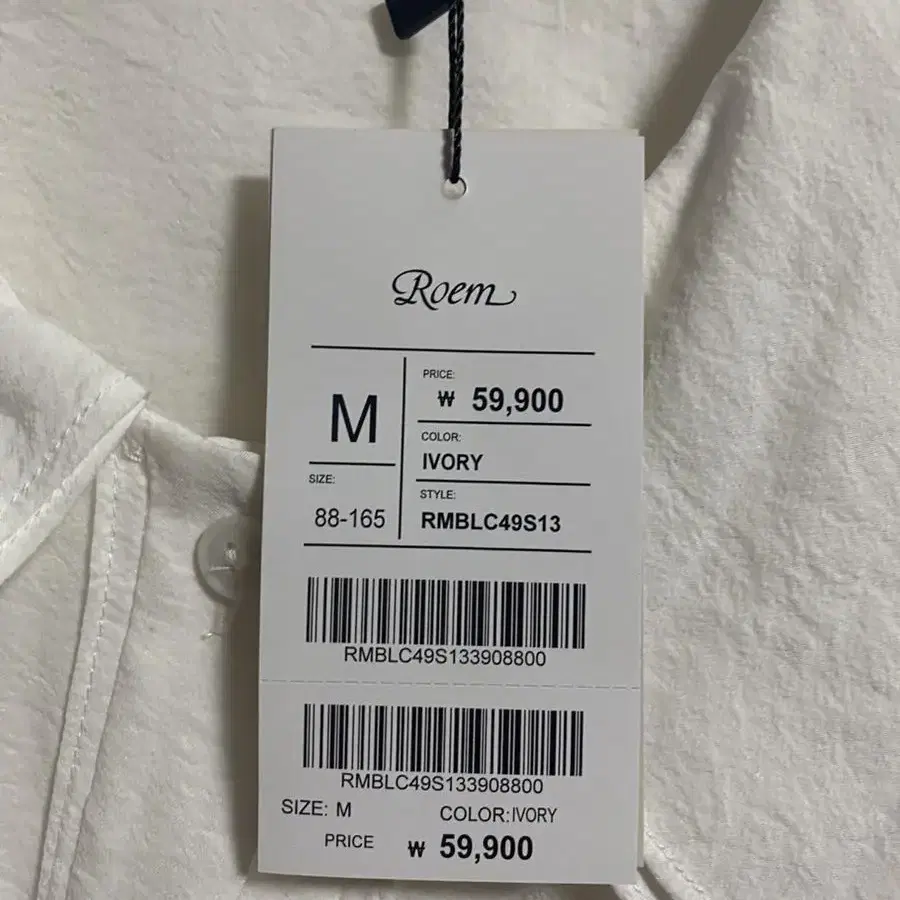 Roem
M
SIZE:
88-165
PRICE:
₩ 59,900
COLOR:
IVORY
STYLE:
RMBLC49S13
RMBLC49S133908800
RMBLC49S133908800
SIZE: M COLOR:IVORY
PRICE ₩ 59,900